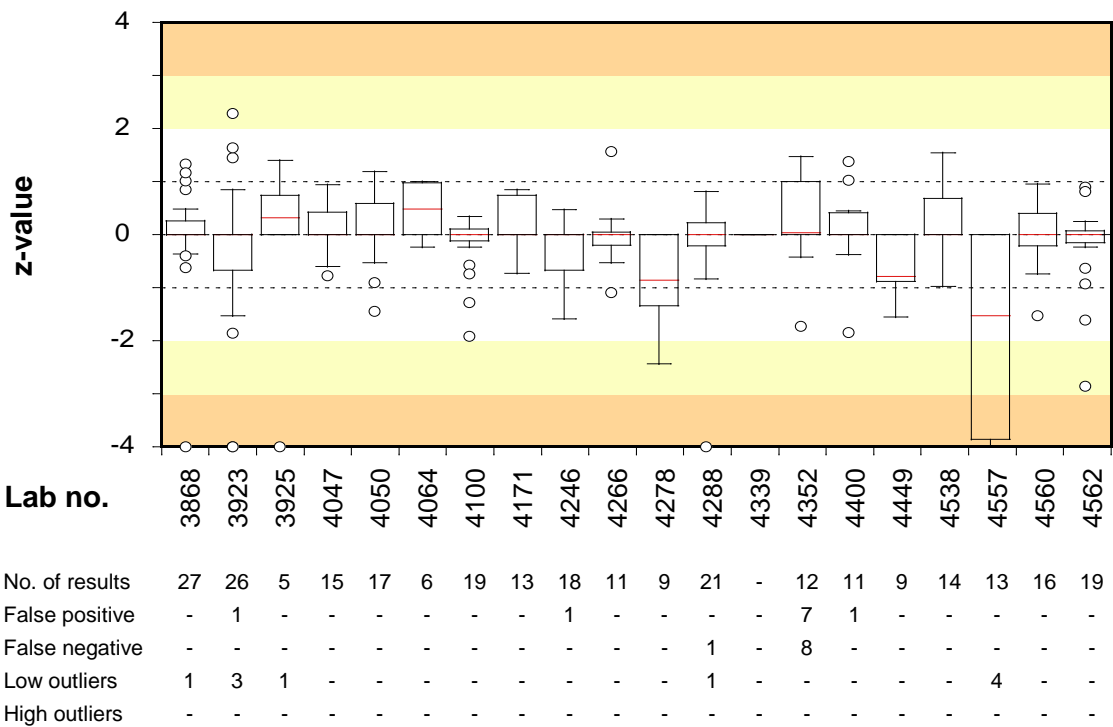 4
2
0
-2
-4
z-value
Lab no.
3868 3923 3925 4047 4050 4064 4100 4171 4246 4266 4278 4288 4339 4352 4400 4449 4538 4557 4560 4562
No. of results 27 26 5 15 17 6 19 13 18 11 9 21 - 12 11 9 14 13 16 19
False positive - 1 - - - - - - 1 - - - - 7 1 - - - - -
False negative - - - - - - - - - - - 1 - 8 - - - - - -
Low outliers 1 3 1 - - - - - - - - 1 - - - - - 4 - -
High outliers - - - - - - - - - - - - - - - - - - - -